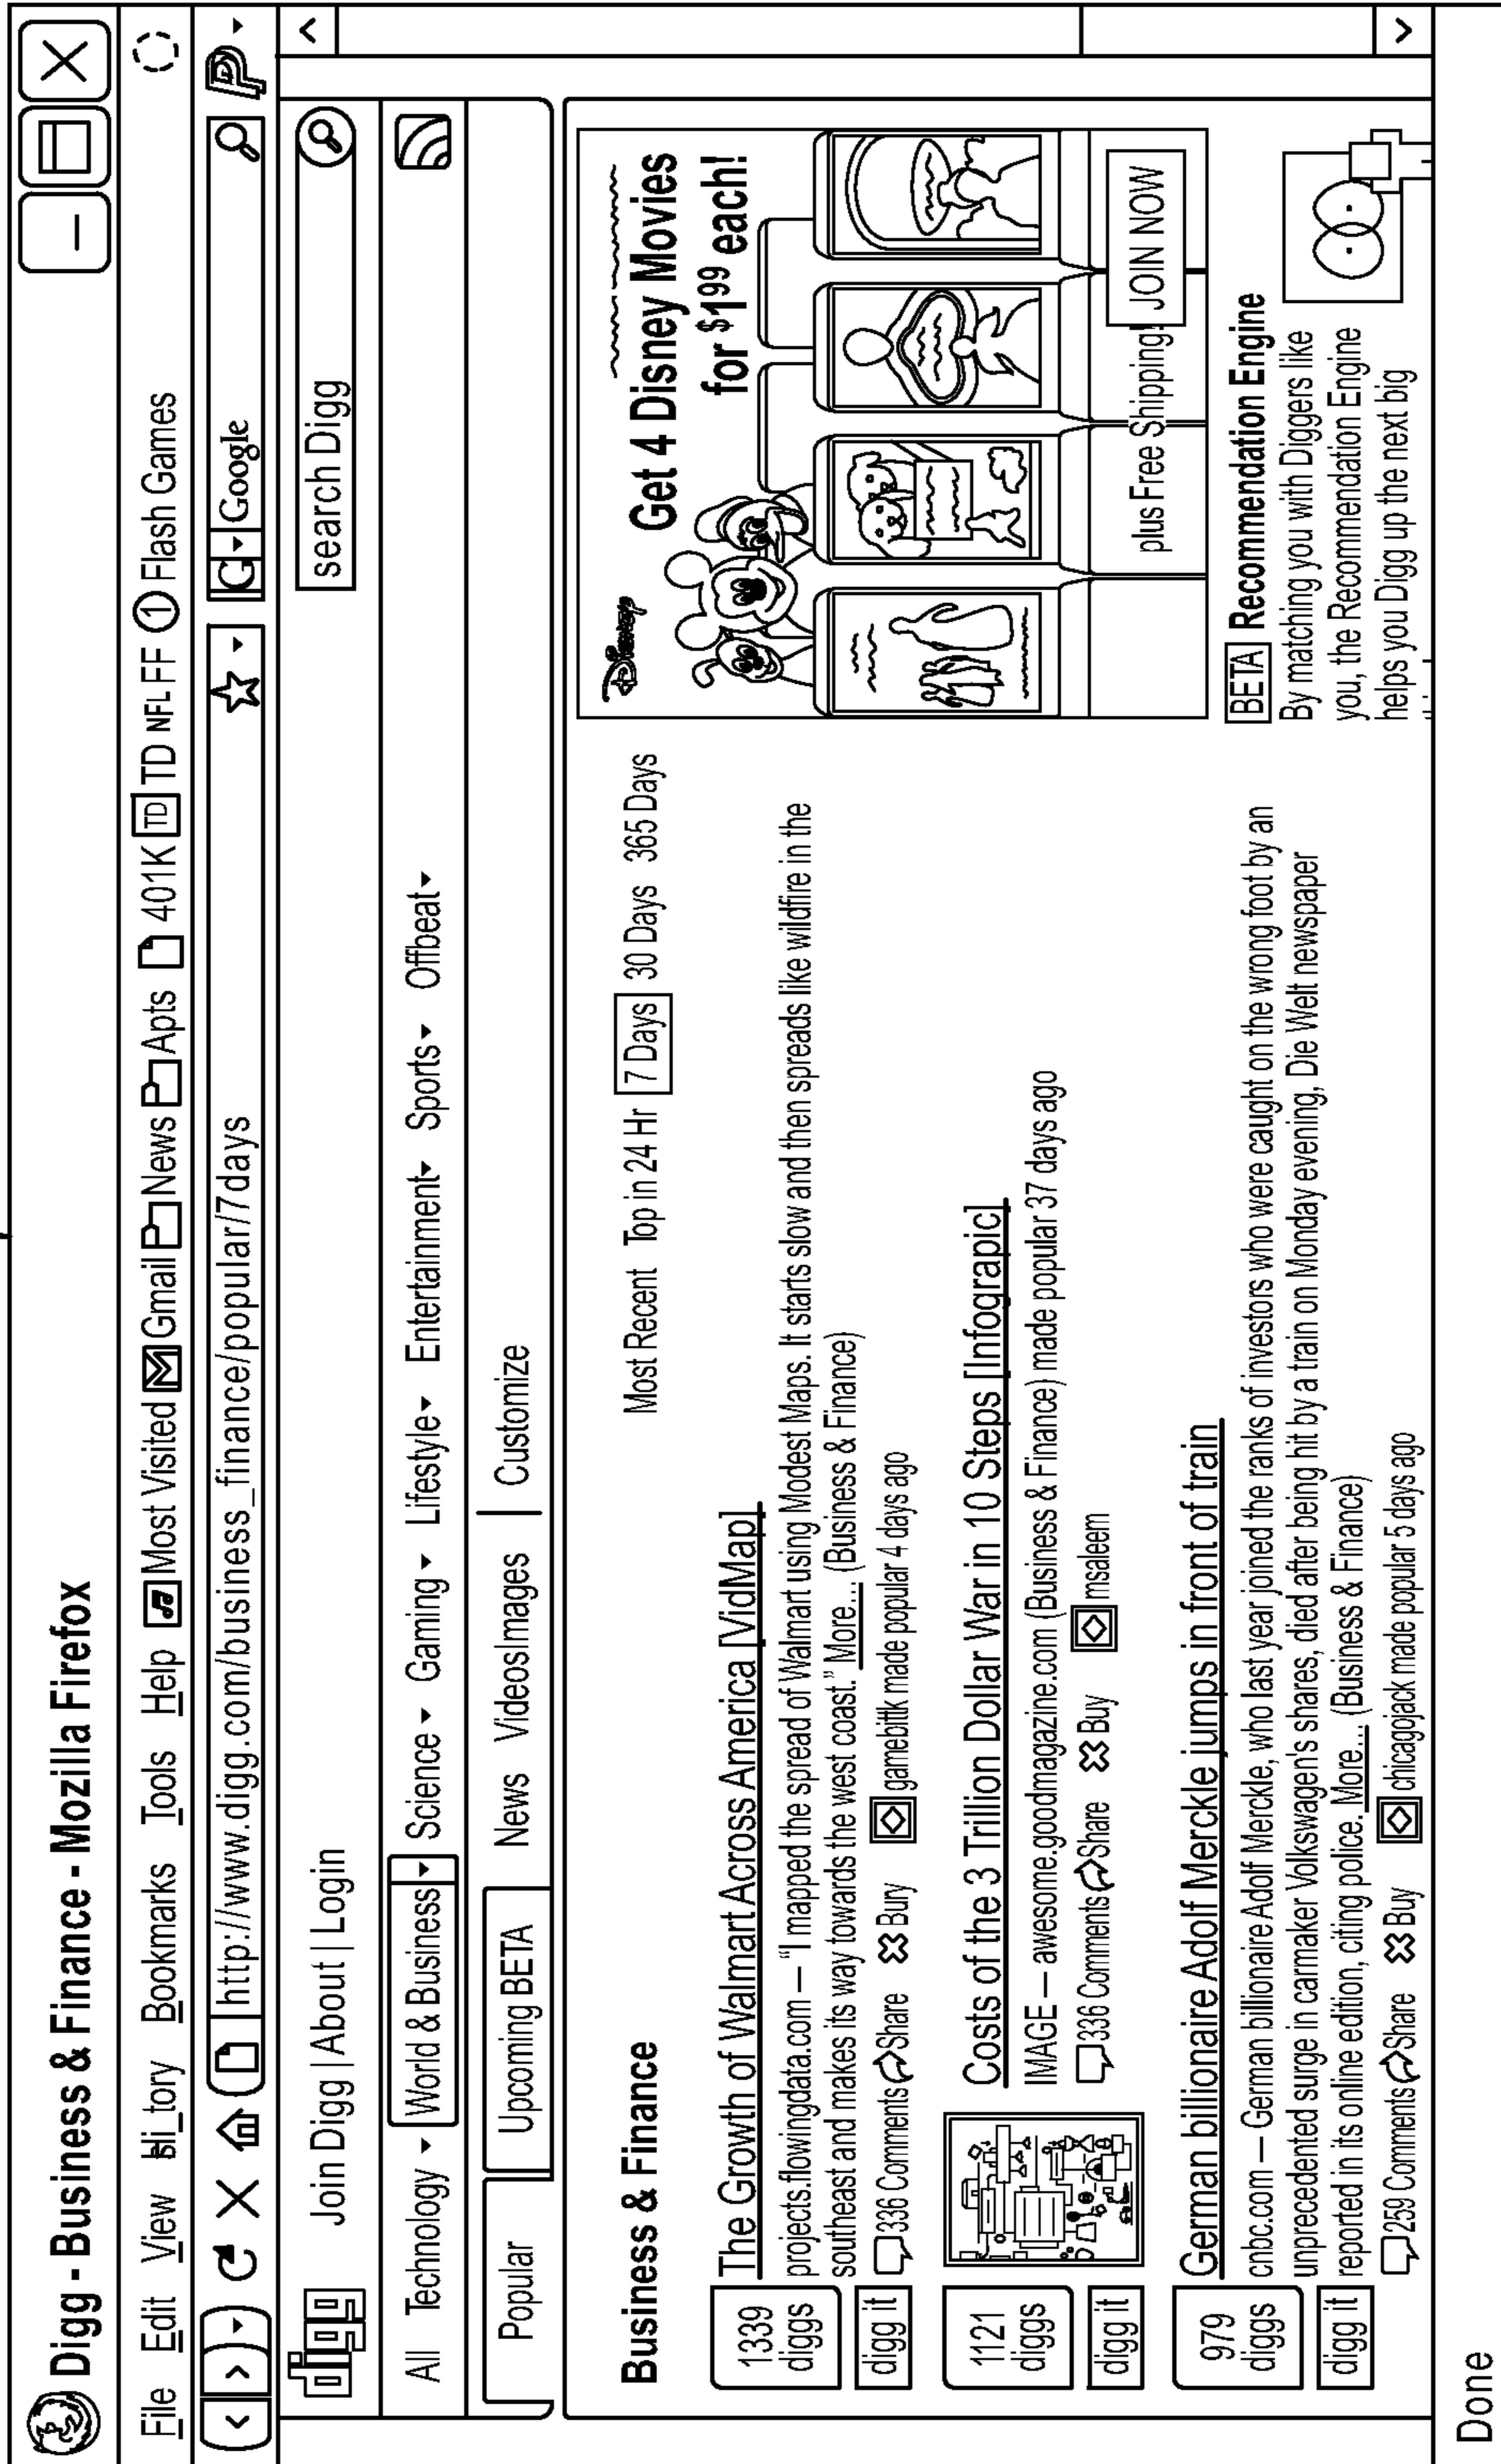 Digg - Business & Finance - Mozilla Firefox
File Edit View Tools Help Bookmarks Most Visited Gmail News Apts 401K TD TD NFL FF 1 Flash Games
http://www.digg.com/business_finance/popular/7days G Google
digg Join Digg | About | Login search Digg
All Technology World & Business Science Gaming Lifestyle Entertainment Sports Offbeat
Popular Upcoming BETA News VideosImages | Customize
Business & Finance
Most Recent Top in 24 Hr 7 Days 30 Days 365 Days
1339
diggs
digg it
The Growth of Walmart Across America [VidMap]
projects.flowingdata.com — “I mapped the spread of Walmart using Modest Maps. It starts slow and then spreads like wildfire in the
southeast and makes its way towards the west coast.” More... (Business & Finance)
336 Comments Share Bury gamebittk made popular 4 days ago
1121
diggs
digg it
Costs of the 3 Trillion Dollar War in 10 Steps [Infograpic]
IMAGE — awesome.goodmagazine.com (Business & Finance) made popular 37 days ago
336 Comments Share Buy msaleem
979
diggs
digg it
German billionaire Adolf Merckle jumps in front of train
cnbc.com — German billionaire Adolf Merckle, who last year joined the ranks of investors who were caught on the wrong foot by an
unprecedented surge in carmaker Volkswagen's shares, died after being hit by a train on Monday evening, Die Welt newspaper
reported in its online edition, citing police. More... (Business & Finance)
259 Comments Share Buy chicagojack made popular 5 days ago
Disney
Get 4 Disney Movies
for $1.99 each!
plus Free Shipping! JOIN NOW
BETA Recommendation Engine
By matching you with Diggers like
you, the Recommendation Engine
helps you Digg up the next big
Done